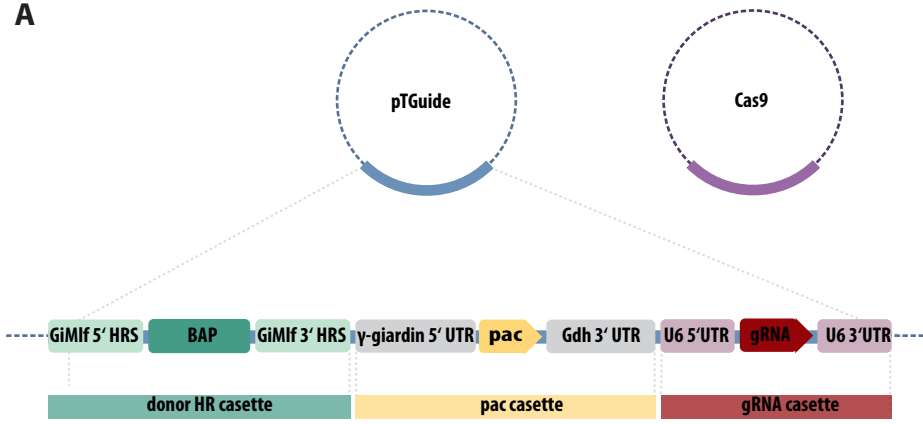 A
pTGuide
Cas9
GiMlf 5‘ HRS BAP GiMlf 3‘ HRS γ-giardin 5‘ UTR pac Gdh 3‘ UTR U6 5‘UTR gRNA U6 3‘UTR
donor HR casette pac casette gRNA casette